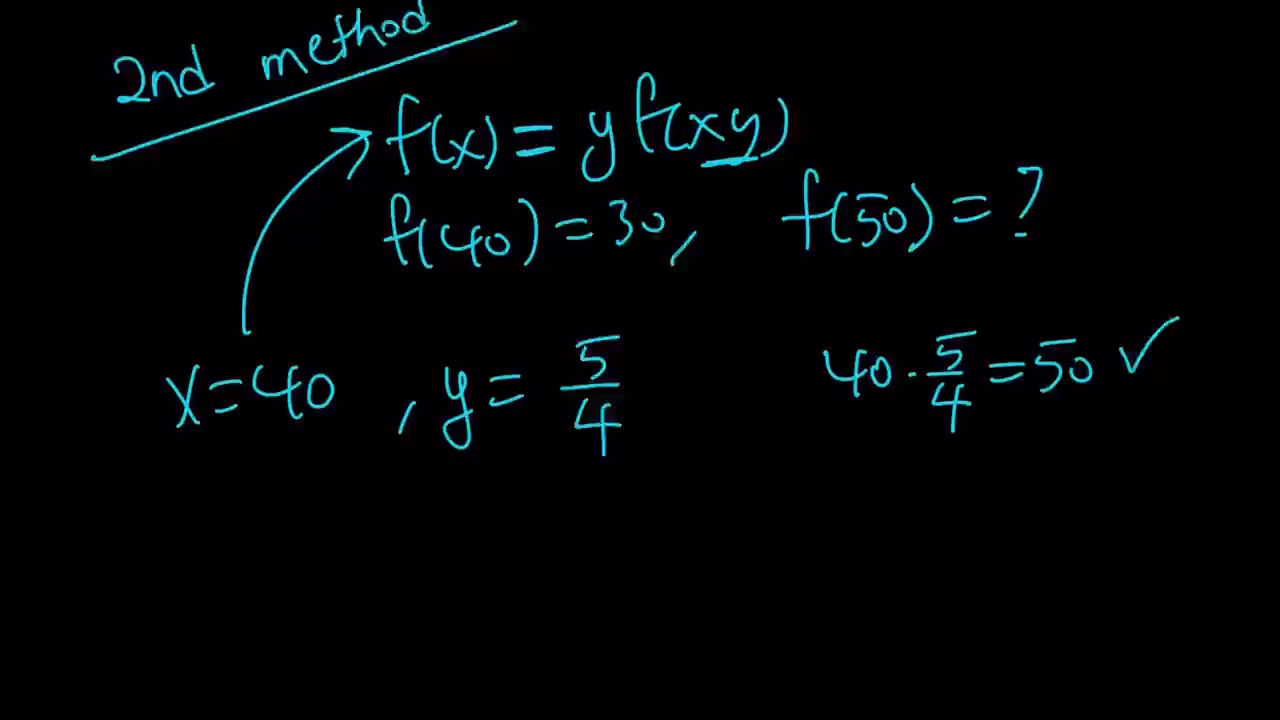 2nd method
f(x) = y f(xy)
f(40) = 30, f(50) = ?
x = 40 , y = 5/4 40 · 5/4 = 50 ✓